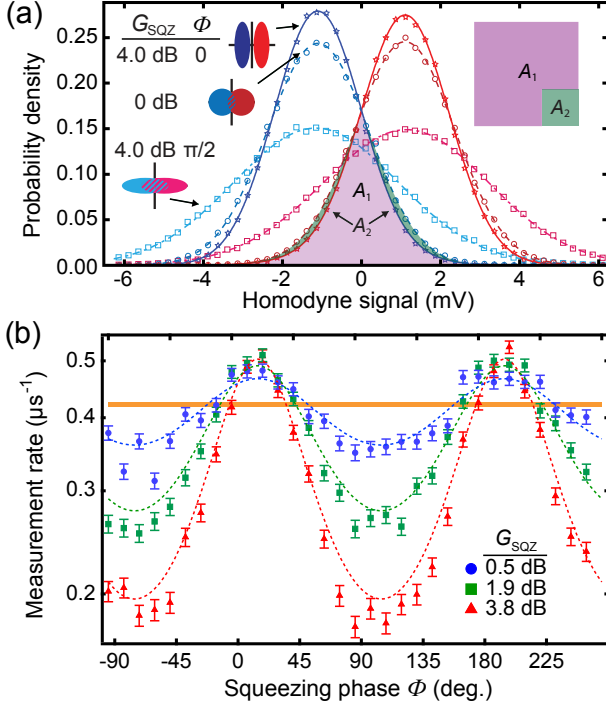 (a)
G_SQZ Φ
4.0 dB 0
0 dB
4.0 dB π/2
A₁
A₂
A₁
A₂
Probability density
0.25
0.20
0.15
0.10
0.05
0.00
-6 -4 -2 0 2 4 6
Homodyne signal (mV)
(b)
Measurement rate (μs⁻¹)
0.5
0.4
0.3
0.2
G_SQZ
0.5 dB
1.9 dB
3.8 dB
-90 -45 0 45 90 135 180 225
Squeezing phase Φ (deg.)